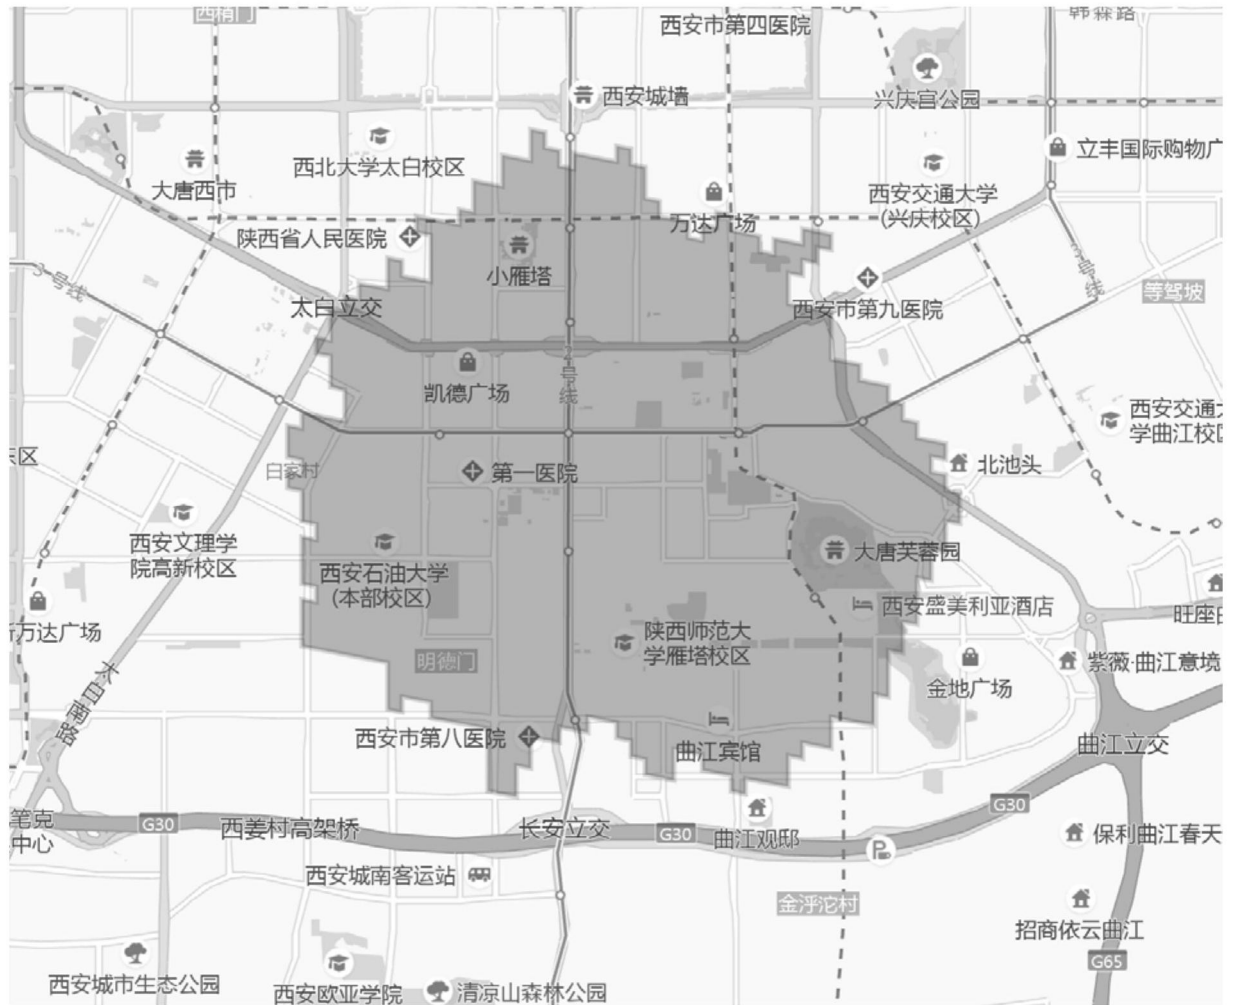 西稍门
西安市第四医院
韩森路
西安城墙
兴庆宫公园
西北大学太白校区
大唐西市
立丰国际购物广
西安交通大学
(兴庆校区)
万达广场
陕西省人民医院
小雁塔
3号线
3号线
太白立交
西安市第九医院
等驾坡
2号线
凯德广场
西安交通大
学曲江校区
东区
白家村
第一医院
北池头
西安文理学
院高新校区
西安石油大学
(本部校区)
大唐芙蓉园
西安盛美利亚酒店
万达广场
陕西师范大
学雁塔校区
明德门
紫薇·曲江意境
金地广场
太白南路
西安市第八医院
曲江宾馆
曲江立交
笔克
中心
G30
西姜村高架桥
长安立交
G30
曲江观邸
G30
保利曲江春天
西安城南客运站
金滹沱村
招商依云曲江
G65
西安城市生态公园
西安欧亚学院
清凉山森林公园